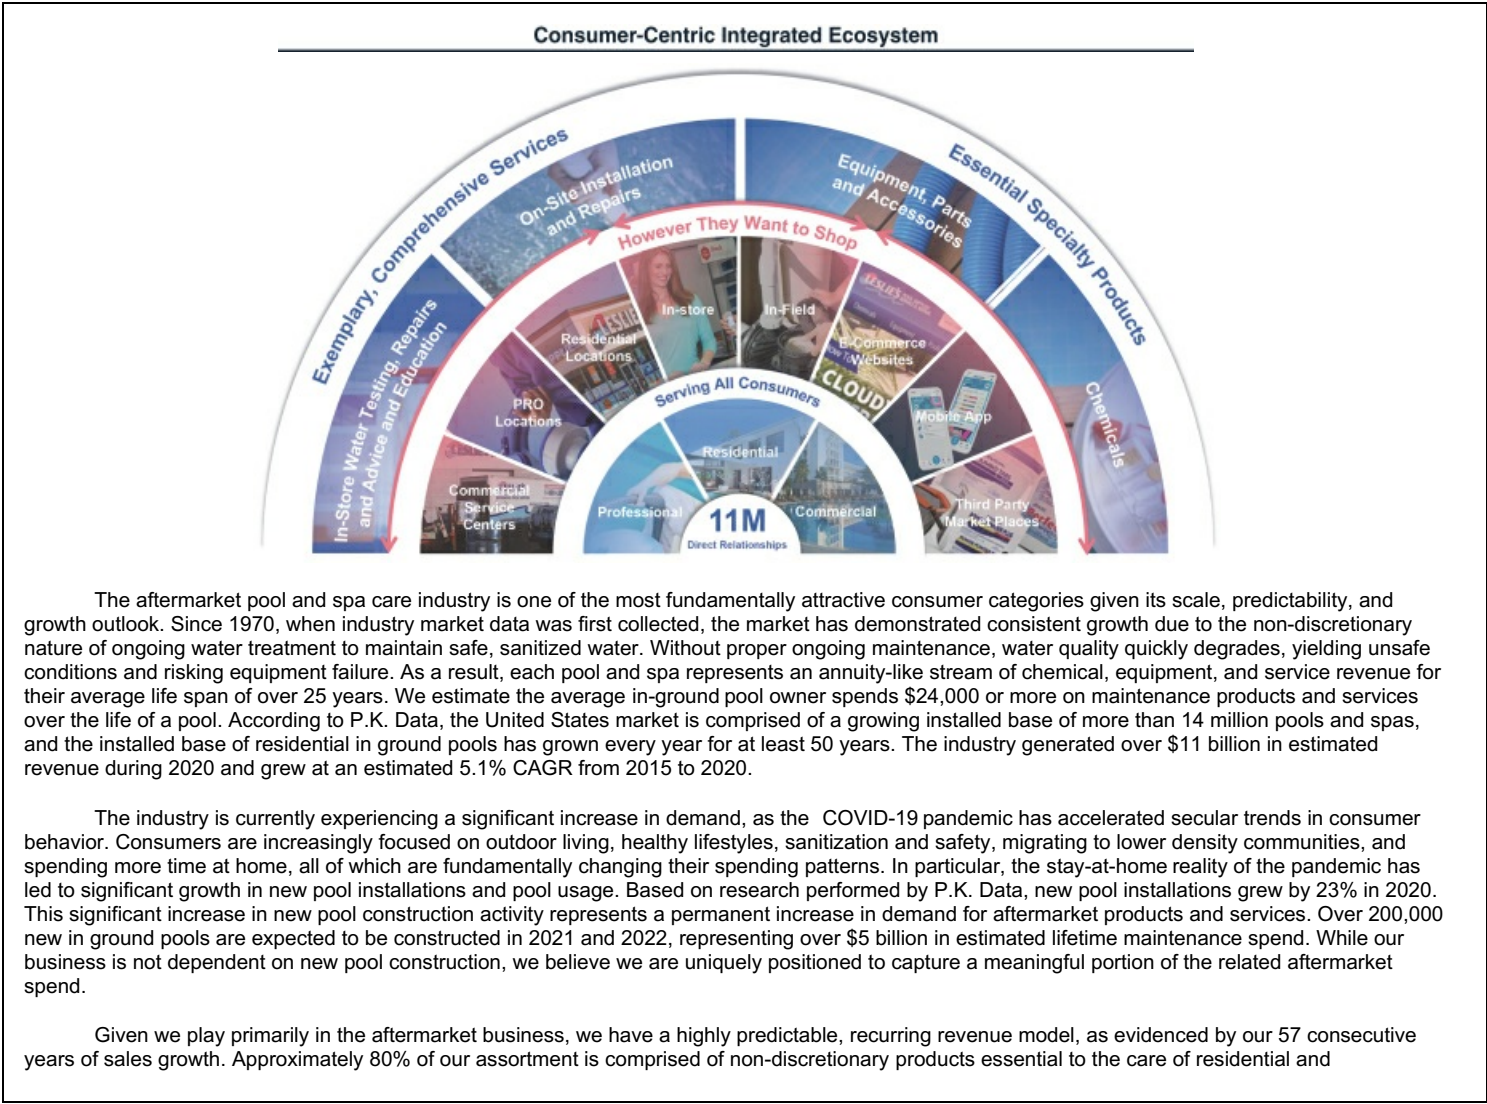 Consumer-Centric Integrated Ecosystem
Exemplary, Comprehensive Services
Essential Specialty Products
In-Store Water Testing, Repairs
and Advice and Education
On-Site Installation
and Repairs
Equipment, Parts
and Accessories
Chemicals
However They Want to Shop
Commercial
Service
Centers
PRO
Locations
Residential
Locations
LESLIE
In-store
In-Field
LESLIE'S
E-Commerce
Websites
CLOUD
Mobile App
Third Party
Market Places
Serving All Consumers
Professional
Residential
Commercial
11M
Direct Relationships
The aftermarket pool and spa care industry is one of the most fundamentally attractive consumer categories given its scale, predictability, and
growth outlook. Since 1970, when industry market data was first collected, the market has demonstrated consistent growth due to the non-discretionary
nature of ongoing water treatment to maintain safe, sanitized water. Without proper ongoing maintenance, water quality quickly degrades, yielding unsafe
conditions and risking equipment failure. As a result, each pool and spa represents an annuity-like stream of chemical, equipment, and service revenue for
their average life span of over 25 years. We estimate the average in-ground pool owner spends $24,000 or more on maintenance products and services
over the life of a pool. According to P.K. Data, the United States market is comprised of a growing installed base of more than 14 million pools and spas,
and the installed base of residential in ground pools has grown every year for at least 50 years. The industry generated over $11 billion in estimated
revenue during 2020 and grew at an estimated 5.1% CAGR from 2015 to 2020.
The industry is currently experiencing a significant increase in demand, as the COVID-19 pandemic has accelerated secular trends in consumer
behavior. Consumers are increasingly focused on outdoor living, healthy lifestyles, sanitization and safety, migrating to lower density communities, and
spending more time at home, all of which are fundamentally changing their spending patterns. In particular, the stay-at-home reality of the pandemic has
led to significant growth in new pool installations and pool usage. Based on research performed by P.K. Data, new pool installations grew by 23% in 2020.
This significant increase in new pool construction activity represents a permanent increase in demand for aftermarket products and services. Over 200,000
new in ground pools are expected to be constructed in 2021 and 2022, representing over $5 billion in estimated lifetime maintenance spend. While our
business is not dependent on new pool construction, we believe we are uniquely positioned to capture a meaningful portion of the related aftermarket
spend.
Given we play primarily in the aftermarket business, we have a highly predictable, recurring revenue model, as evidenced by our 57 consecutive
years of sales growth. Approximately 80% of our assortment is comprised of non-discretionary products essential to the care of residential and